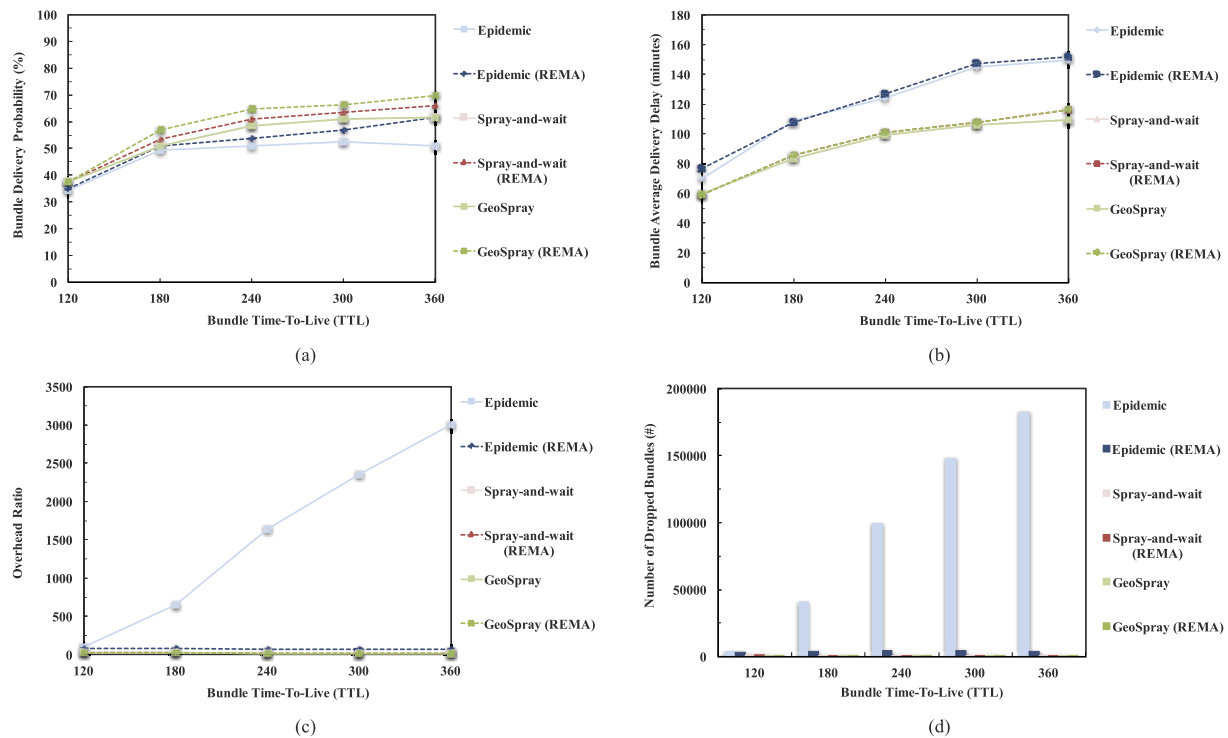 100
90
80
70
60
50
40
30
20
10
0
Bundle Delivery Probability (%)
120
180
240
300
360
Bundle Time-To-Live (TTL)
Epidemic
Epidemic (REMA)
Spray-and-wait
Spray-and-wait
(REMA)
GeoSpray
GeoSpray (REMA)
(a)
180
160
140
120
100
80
60
40
20
0
Bundle Average Delivery Dday (minutes)
120
180
240
300
360
Bundle Time-To-Live (TTL)
Epidemic
Epidemic (REMA)
Spray-and-wait
Spray-and-wait
(REMA)
GeoSpray
GeoSpray (REMA)
(b)
3500
3000
2500
2000
1500
1000
500
0
Overhead Ratio
120
180
240
300
360
Bundle Time-To-Live (TTL)
Epidemic
Epidemic (REMA)
Spray-and-wait
Spray-and-wait
(REMA)
GeoSpray
GeoSpray (REMA)
(c)
200000
150000
100000
50000
0
Number of Dropped Bundles (#)
120
180
240
300
360
Bundle Time-To-Live (TTL)
Epidemic
Epidemic (REMA)
Spray-and-wait
Spray-and-wait
(REMA)
GeoSpray
GeoSpray (REMA)
(d)